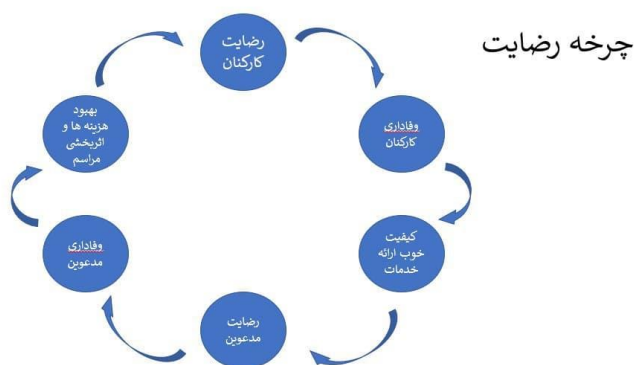 چرخه رضایت
رضایت
کارکنان
وفاداری
کارکنان
کیفیت
خوب ارائه
خدمات
رضایت
مدعوین
وفاداری
مدعوین
بهبود
هزینه ها و
اثربخشی
مراسم